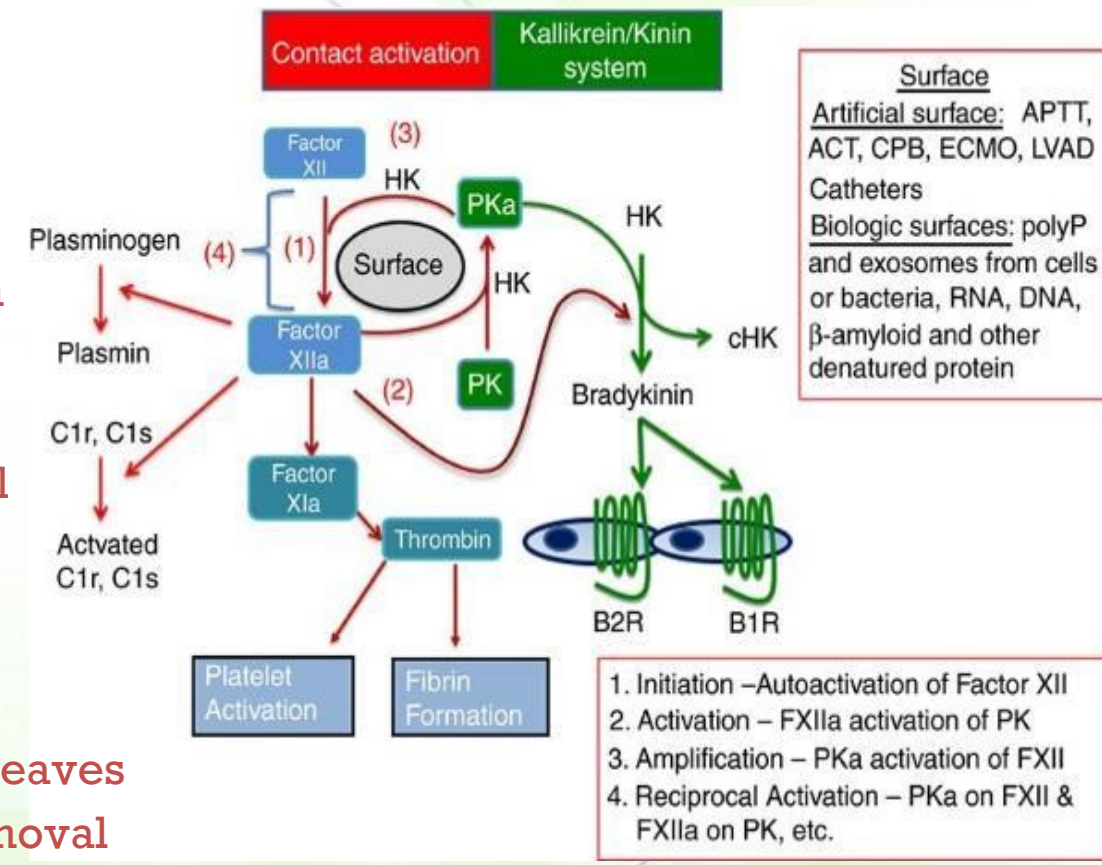 Contact activation
Kallikrein/Kinin
system
Surface
Artificial surface: APTT,
ACT, CPB, ECMO, LVAD
Catheters
Biologic surfaces: polyP
and exosomes from cells
or bacteria, RNA, DNA,
β-amyloid and other
denatured protein
Factor
XII
(3)
HK
PKa
HK
Plasminogen
(4)
(1)
Surface
HK
Plasmin
Factor
XIIa
cHK
(2)
PK
Bradykinin
C1r, C1s
Factor
XIa
Actvated
C1r, C1s
Thrombin
B2R
B1R
Platelet
Activation
Fibrin
Formation
1. Initiation –Autoactivation of Factor XII
2. Activation – FXIIa activation of PK
3. Amplification – PKa activation of FXII
4. Reciprocal Activation – PKa on FXII &
FXIIa on PK, etc.